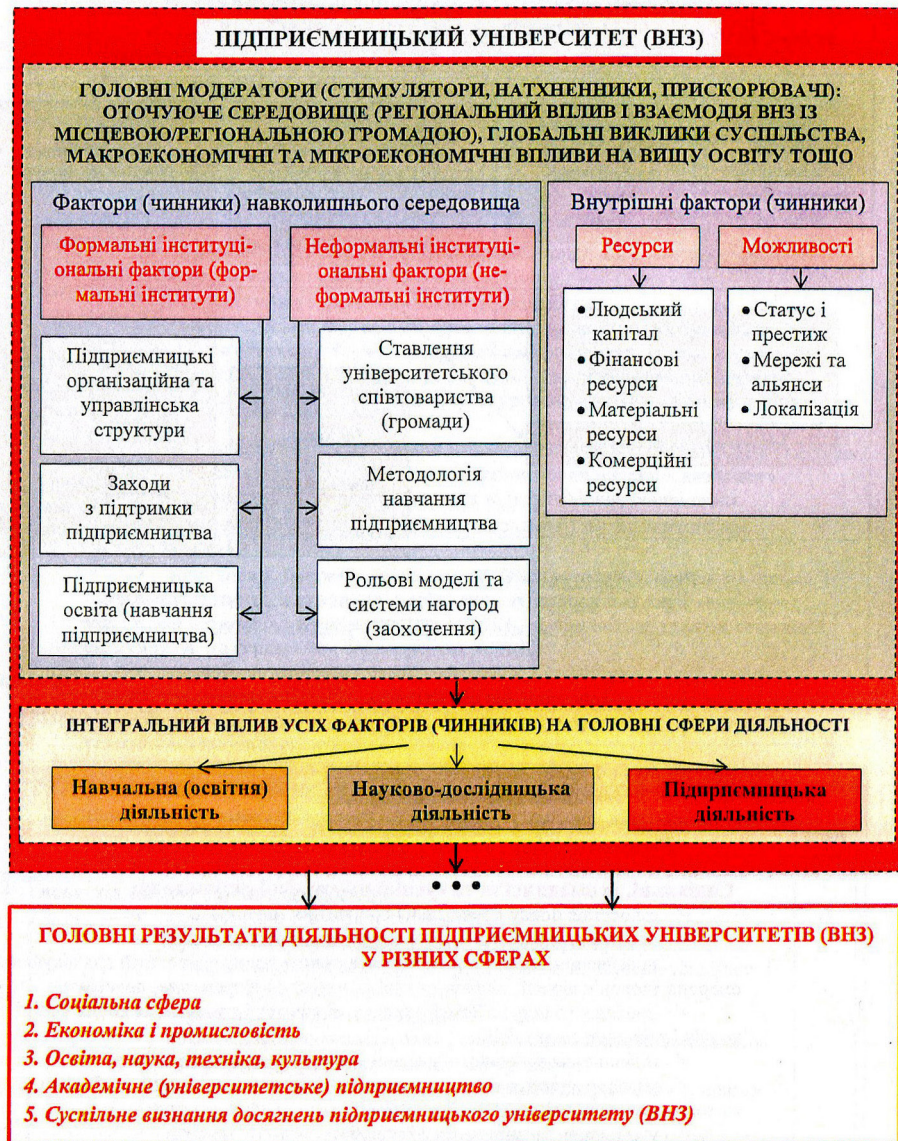 ПІДПРИЄМНИЦЬКИЙ УНІВЕРСИТЕТ (ВНЗ)
ГОЛОВНІ МОДЕРАТОРИ (СТИМУЛЯТОРИ, НАТХНЕННИКИ, ПРИСКОРЮВАЧІ):
ОТОЧУЮЧЕ СЕРЕДОВИЩЕ (РЕГІОНАЛЬНИЙ ВПЛИВ І ВЗАЄМОДІЯ ВНЗ ІЗ
МІСЦЕВОЮ/РЕГІОНАЛЬНОЮ ГРОМАДОЮ), ГЛОБАЛЬНІ ВИКЛИКИ СУСПІЛЬСТВА,
МАКРОЕКОНОМІЧНІ ТА МІКРОЕКОНОМІЧНІ ВПЛИВИ НА ВИЩУ ОСВІТУ ТОЩО
Фактори (чинники) навколишнього середовища
Формальні інституці-
ональні фактори (фор-
мальні інститути)
Підприємницькі
організаційна та
управлінська
структури
Заходи
з підтримки
підприємництва
Підприємницька
освіта (навчання
підприємництва)
Неформальні інституці-
ональні фактори (не-
формальні інститути)
Ставлення
університетського
співтовариства
(громади)
Методологія
навчання
підприємництва
Рольові моделі та
системи нагород
(заохочення)
Внутрішні фактори (чинники)
Ресурси
• Людський
капітал
• Фінансові
ресурси
• Матеріальні
ресурси
• Комерційні
ресурси
Можливості
• Статус і
престиж
• Мережі та
альянси
• Локалізація
ІНТЕГРАЛЬНИЙ ВПЛИВ УСІХ ФАКТОРІВ (ЧИННИКІВ) НА ГОЛОВНІ СФЕРИ ДІЯЛЬНОСТІ
Навчальна (освітня)
діяльність
Науково-дослідницька
діяльність
Підприємницька
діяльність
• • •
ГОЛОВНІ РЕЗУЛЬТАТИ ДІЯЛЬНОСТІ ПІДПРИЄМНИЦЬКИХ УНІВЕРСИТЕТІВ (ВНЗ)
У РІЗНИХ СФЕРАХ
1. Соціальна сфера
2. Економіка і промисловість
3. Освіта, наука, техніка, культура
4. Академічне (університетське) підприємництво
5. Суспільне визнання досягнень підприємницького університету (ВНЗ)